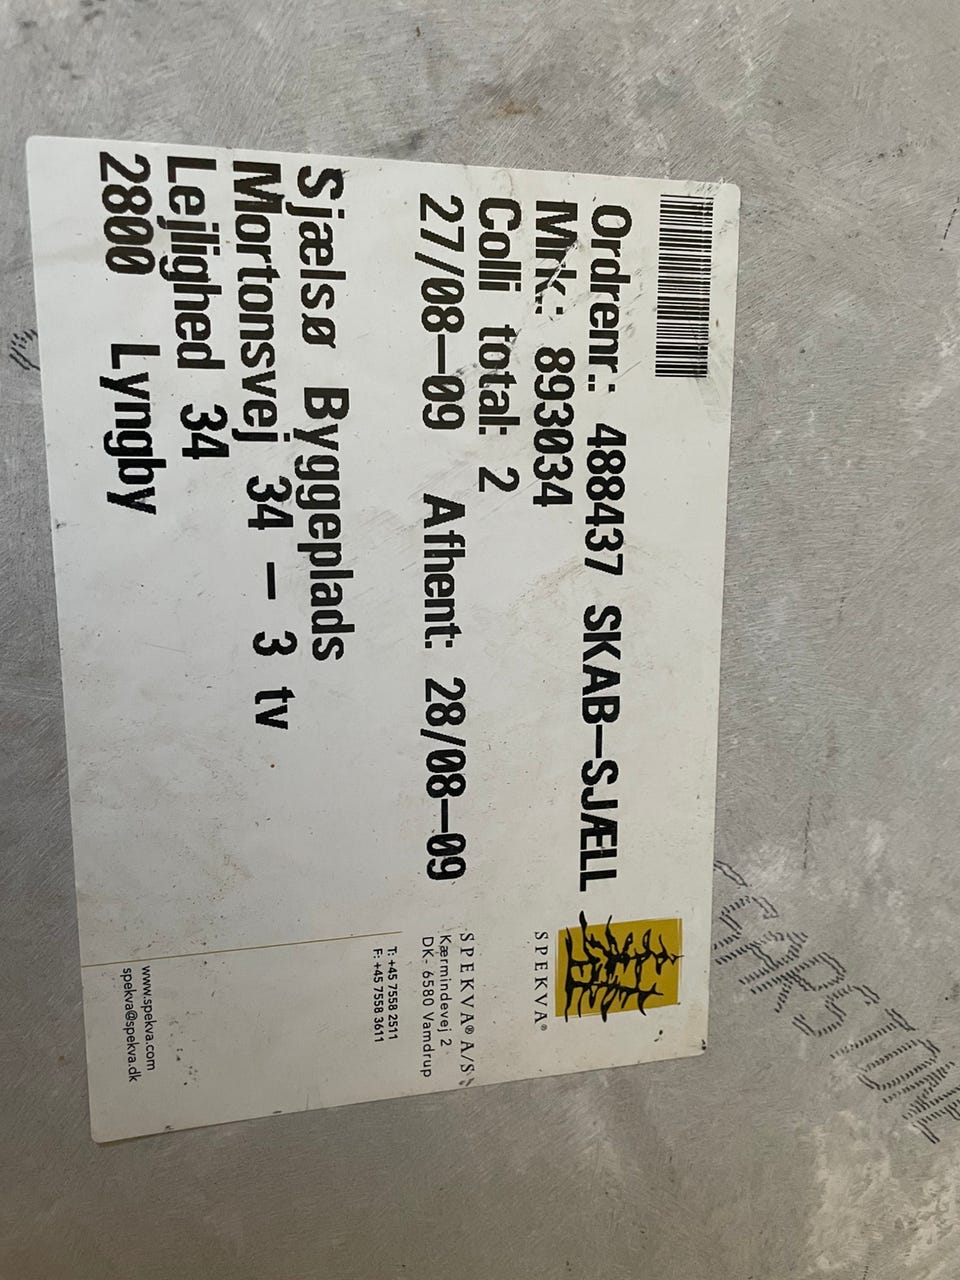 Ordrenr.: 488437 SKAB-SJÆLL
Mrk.: 893034
Colli total: 2
27/08-09 Afhent: 28/08-09
Sjælsø Byggeplads
Mortonsvej 34 - 3 tv
Lejlighed 34
2800 Lyngby
SPEKVA®
SPEKVA® A/S
Kærmindevej 2
DK- 6580 Vamdrup
T: +45 7558 2511
F: +45 7558 3611
www.spekva.com
spekva@spekva.dk